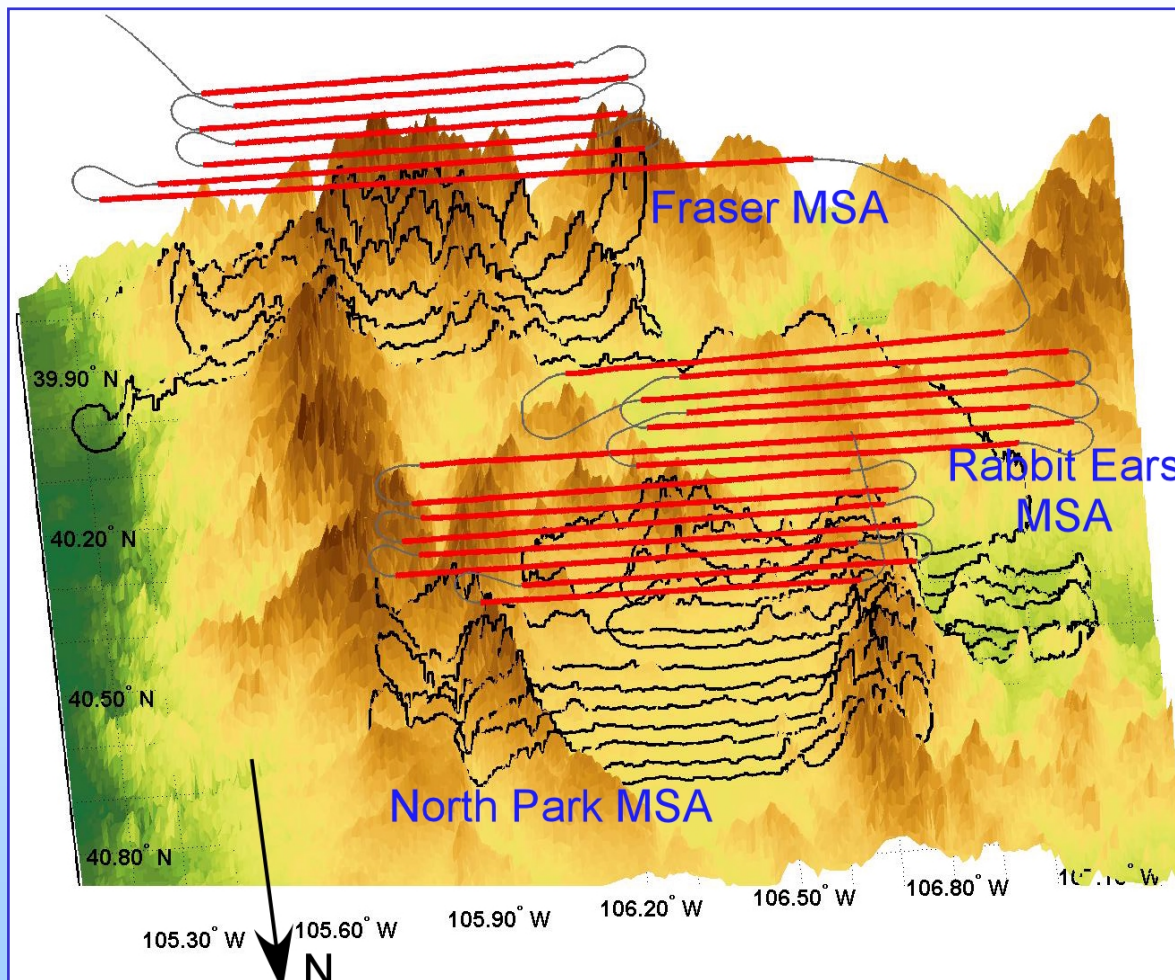 Fraser MSA
39.90° N
Rabbit Ears
MSA
40.20° N
40.50° N
North Park MSA
40.80° N
105.30° W
105.60° W
105.90° W
106.20° W
106.50° W
106.80° W
W
N